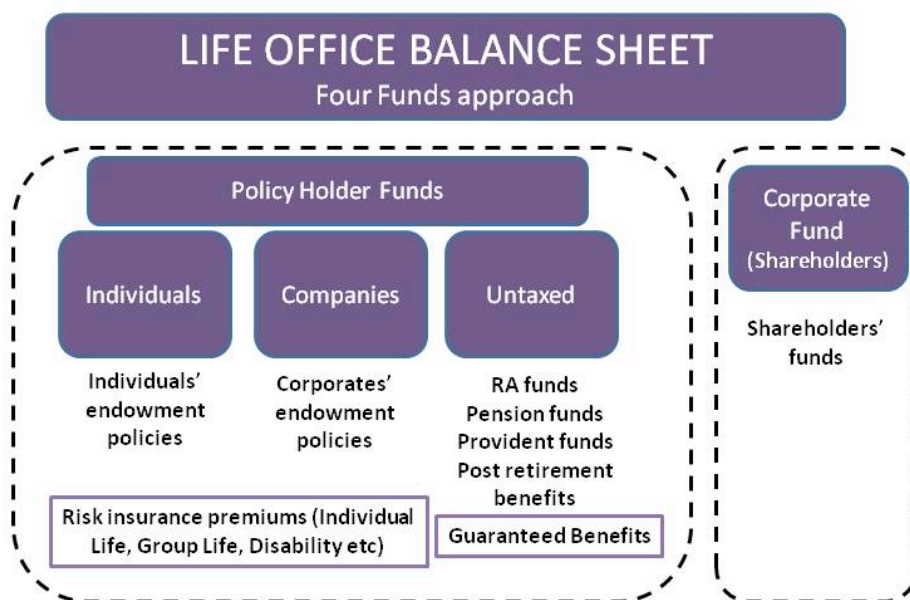 LIFE OFFICE BALANCE SHEET
Four Funds approach
Policy Holder Funds
Individuals
Individuals'
endowment
policies
Companies
Corporates'
endowment
policies
Risk insurance premiums (Individual
Life, Group Life, Disability etc)
Untaxed
RA funds
Pension funds
Provident funds
Post retirement
benefits
Guaranteed Benefits
Corporate
Fund
(Shareholders)
Shareholders'
funds